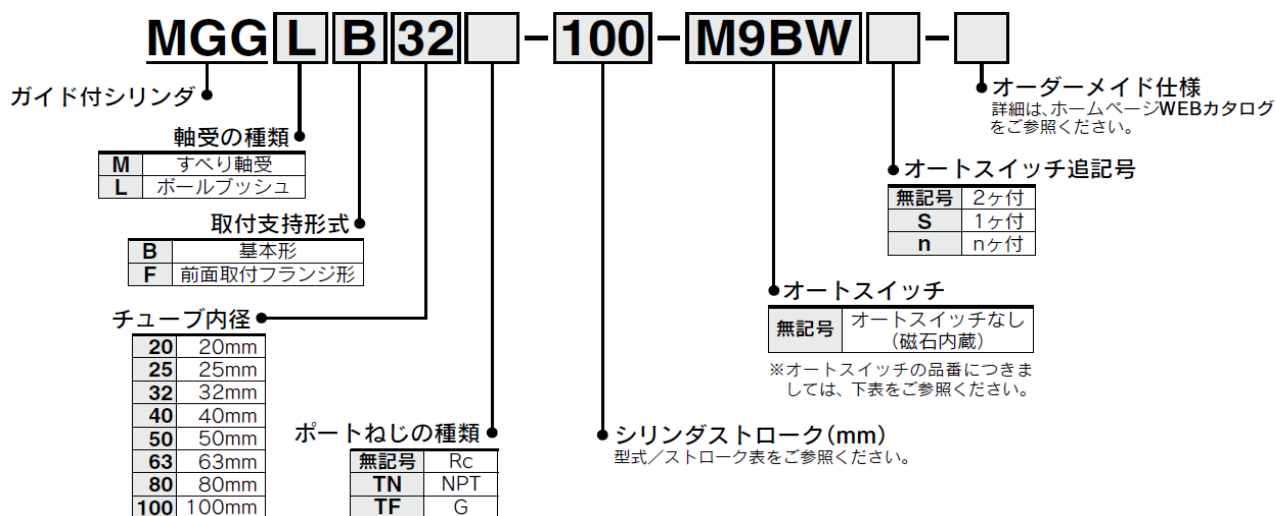 MGG L B 32 - 100 - M9BW -
ガイド付シリンダ
軸受の種類
M すべり軸受
L ボールブッシュ
取付支持形式
B 基本形
F 前面取付フランジ形
チューブ内径
20 20mm
25 25mm
32 32mm
40 40mm
50 50mm
63 63mm
80 80mm
100 100mm
ポートねじの種類
無記号 Rc
TN NPT
TF G
シリンダストローク(mm)
型式／ストローク表をご参照ください。
オートスイッチ
無記号 オートスイッチなし
(磁石内蔵)
※オートスイッチの品番につきま
しては、下表をご参照ください。
オートスイッチ追記号
無記号 2ヶ付
S 1ヶ付
n nヶ付
オーダーメイド仕様
詳細は、ホームページWEBカタログ
をご参照ください。